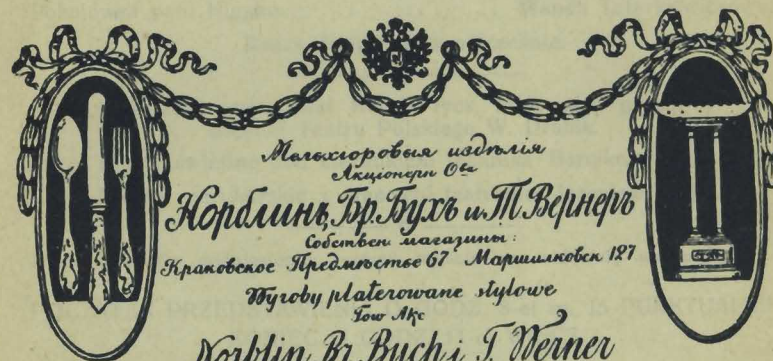 Мельхіоровыя издѣлія
Акціонерн О-ва
Норблинъ, Бр. Бухъ и Т. Вернеръ
Собствен. магазины:
Краковское Предмѣстье 67 Маршалковск 127
Wyroby platerowane stylowe
Tow Akc
Norblin, Br. Buch i T. Werner